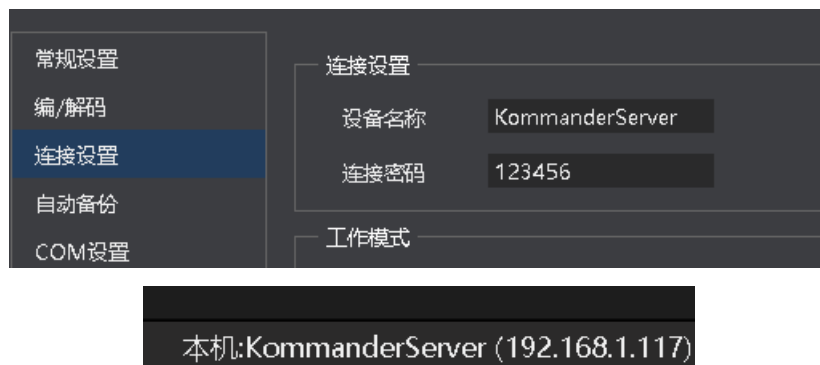 常规设置
编/解码
连接设置
自动备份
COM设置
连接设置
设备名称 KommanderServer
连接密码 123456
工作模式
本机:KommanderServer (192.168.1.117)